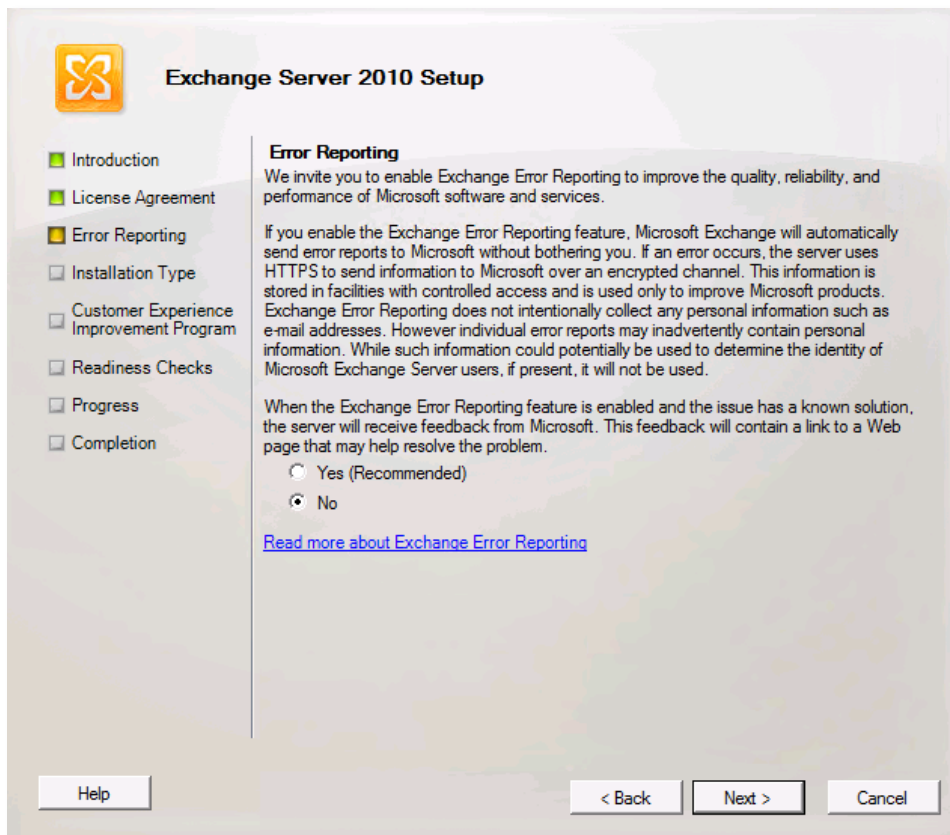 Exchange Server 2010 Setup
Introduction
License Agreement
Error Reporting
Installation Type
Customer Experience
Improvement Program
Readiness Checks
Progress
Completion
Error Reporting
We invite you to enable Exchange Error Reporting to improve the quality, reliability, and
performance of Microsoft software and services.
If you enable the Exchange Error Reporting feature, Microsoft Exchange will automatically
send error reports to Microsoft without bothering you. If an error occurs, the server uses
HTTPS to send information to Microsoft over an encrypted channel. This information is
stored in facilities with controlled access and is used only to improve Microsoft products.
Exchange Error Reporting does not intentionally collect any personal information such as
e-mail addresses. However individual error reports may inadvertently contain personal
information. While such information could potentially be used to determine the identity of
Microsoft Exchange Server users, if present, it will not be used.
When the Exchange Error Reporting feature is enabled and the issue has a known solution,
the server will receive feedback from Microsoft. This feedback will contain a link to a Web
page that may help resolve the problem.
Yes (Recommended)
No
Read more about Exchange Error Reporting
Help
< Back
Next >
Cancel